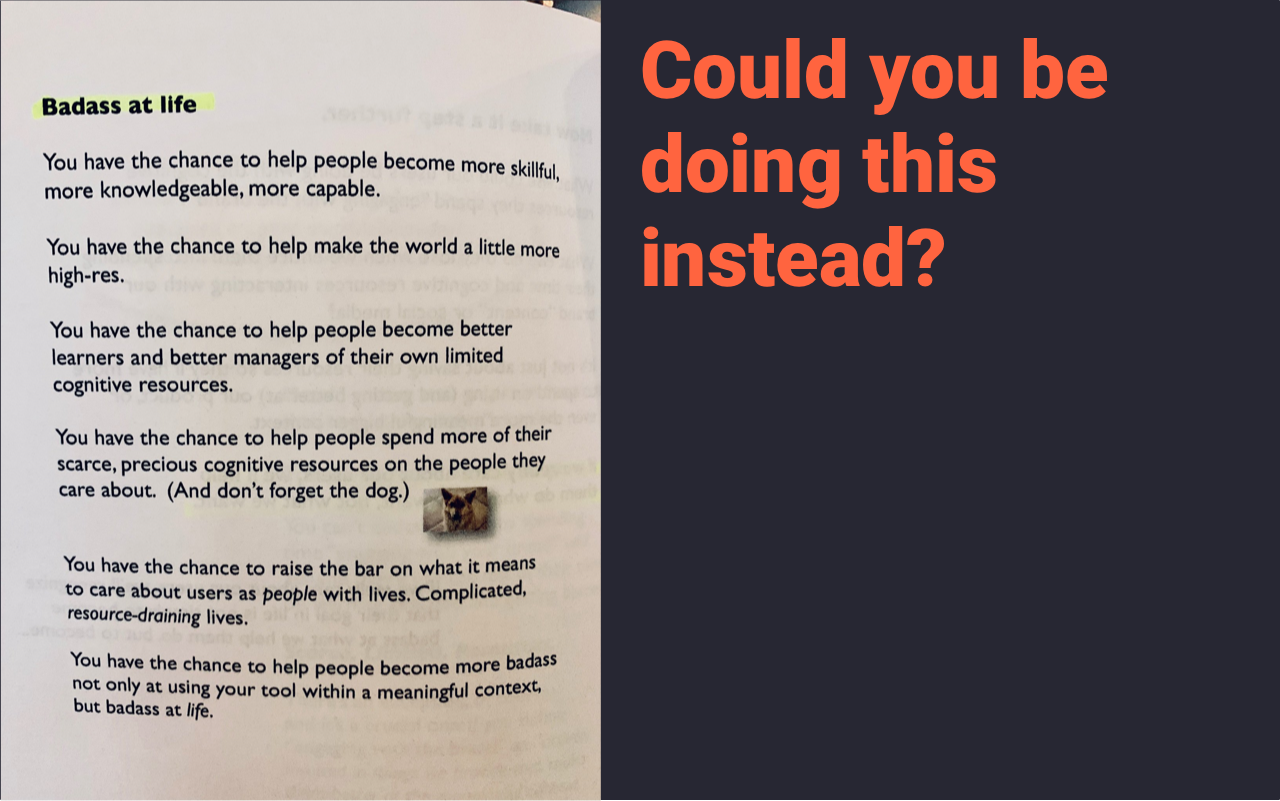 Badass at life
You have the chance to help people become more skillful,
more knowledgeable, more capable.
You have the chance to help make the world a little more
high-res.
You have the chance to help people become better
learners and better managers of their own limited
cognitive resources.
You have the chance to help people spend more of their
scarce, precious cognitive resources on the people they
care about. (And don't forget the dog.)
You have the chance to raise the bar on what it means
to care about users as people with lives. Complicated,
resource-draining lives.
You have the chance to help people become more badass
not only at using your tool within a meaningful context,
but badass at life.
Could you be
doing this
instead?